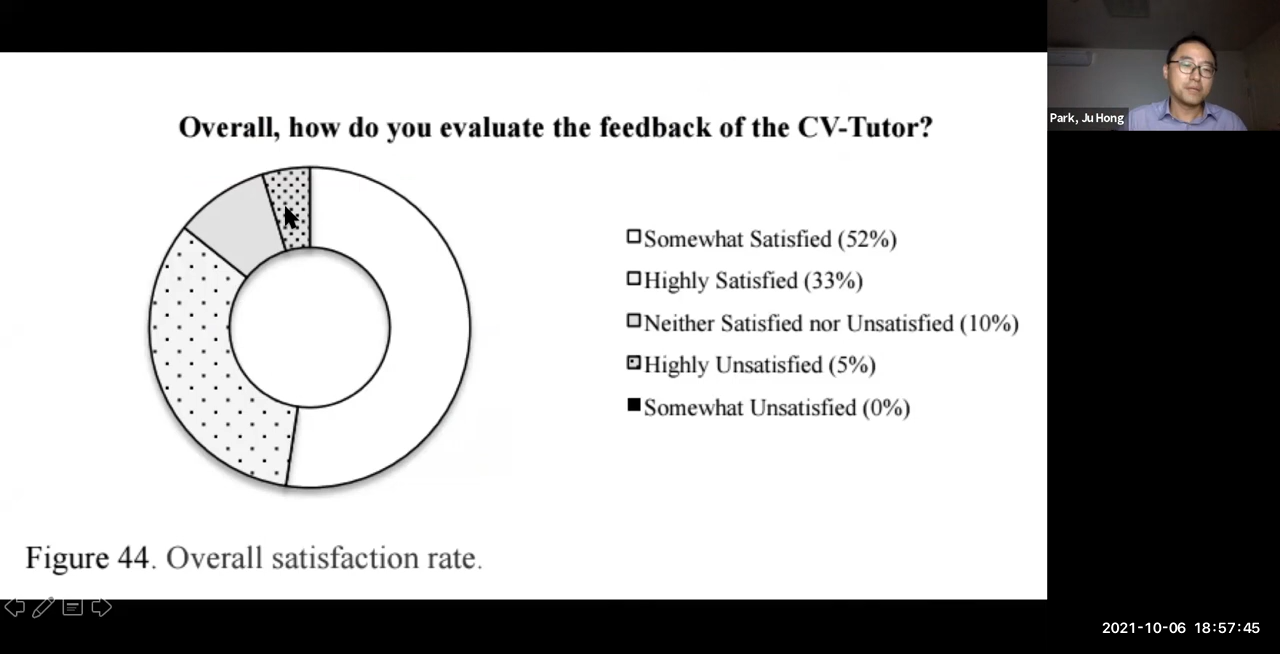 Overall, how do you evaluate the feedback of the CV-Tutor?
Somewhat Satisfied (52%)
Highly Satisfied (33%)
Neither Satisfied nor Unsatisfied (10%)
Highly Unsatisfied (5%)
Somewhat Unsatisfied (0%)
Figure 44. Overall satisfaction rate.
Park, Ju Hong
2021-10-06 18:57:45